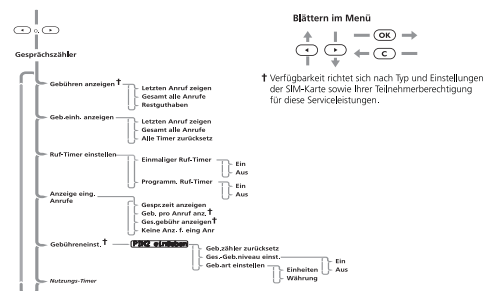 o.
Gesprächszähler
Gebühren anzeigen †
Letzten Anruf zeigen
Gesamt alle Anrufe
Restguthaben
Geb.einh. anzeigen
Letzten Anruf zeigen
Gesamt alle Anrufe
Alle Timer zurücksetz
Ruf-Timer einstellen
Einmaliger Ruf-Timer
Ein
Aus
Programm. Ruf-Timer
Ein
Aus
Anzeige eing.
Anrufe
Gespr.zeit anzeigen
Geb. pro Anruf anz. †
Ges.gebühr anzeigen †
Keine Anz. f. eing Anr
Gebühreneinst. †
PIN2 eingeben
Geb.zähler zurücksetz
Ges.-Geb.niveau einst.
Ein
Aus
Geb.art einstellen
Einheiten
Währung
Nutzungs-Timer
Blättern im Menü
OK
C
† Verfügbarkeit richtet sich nach Typ und Einstellungen
der SIM-Karte sowie Ihrer Teilnehmerberechtigung
für diese Serviceleistungen.